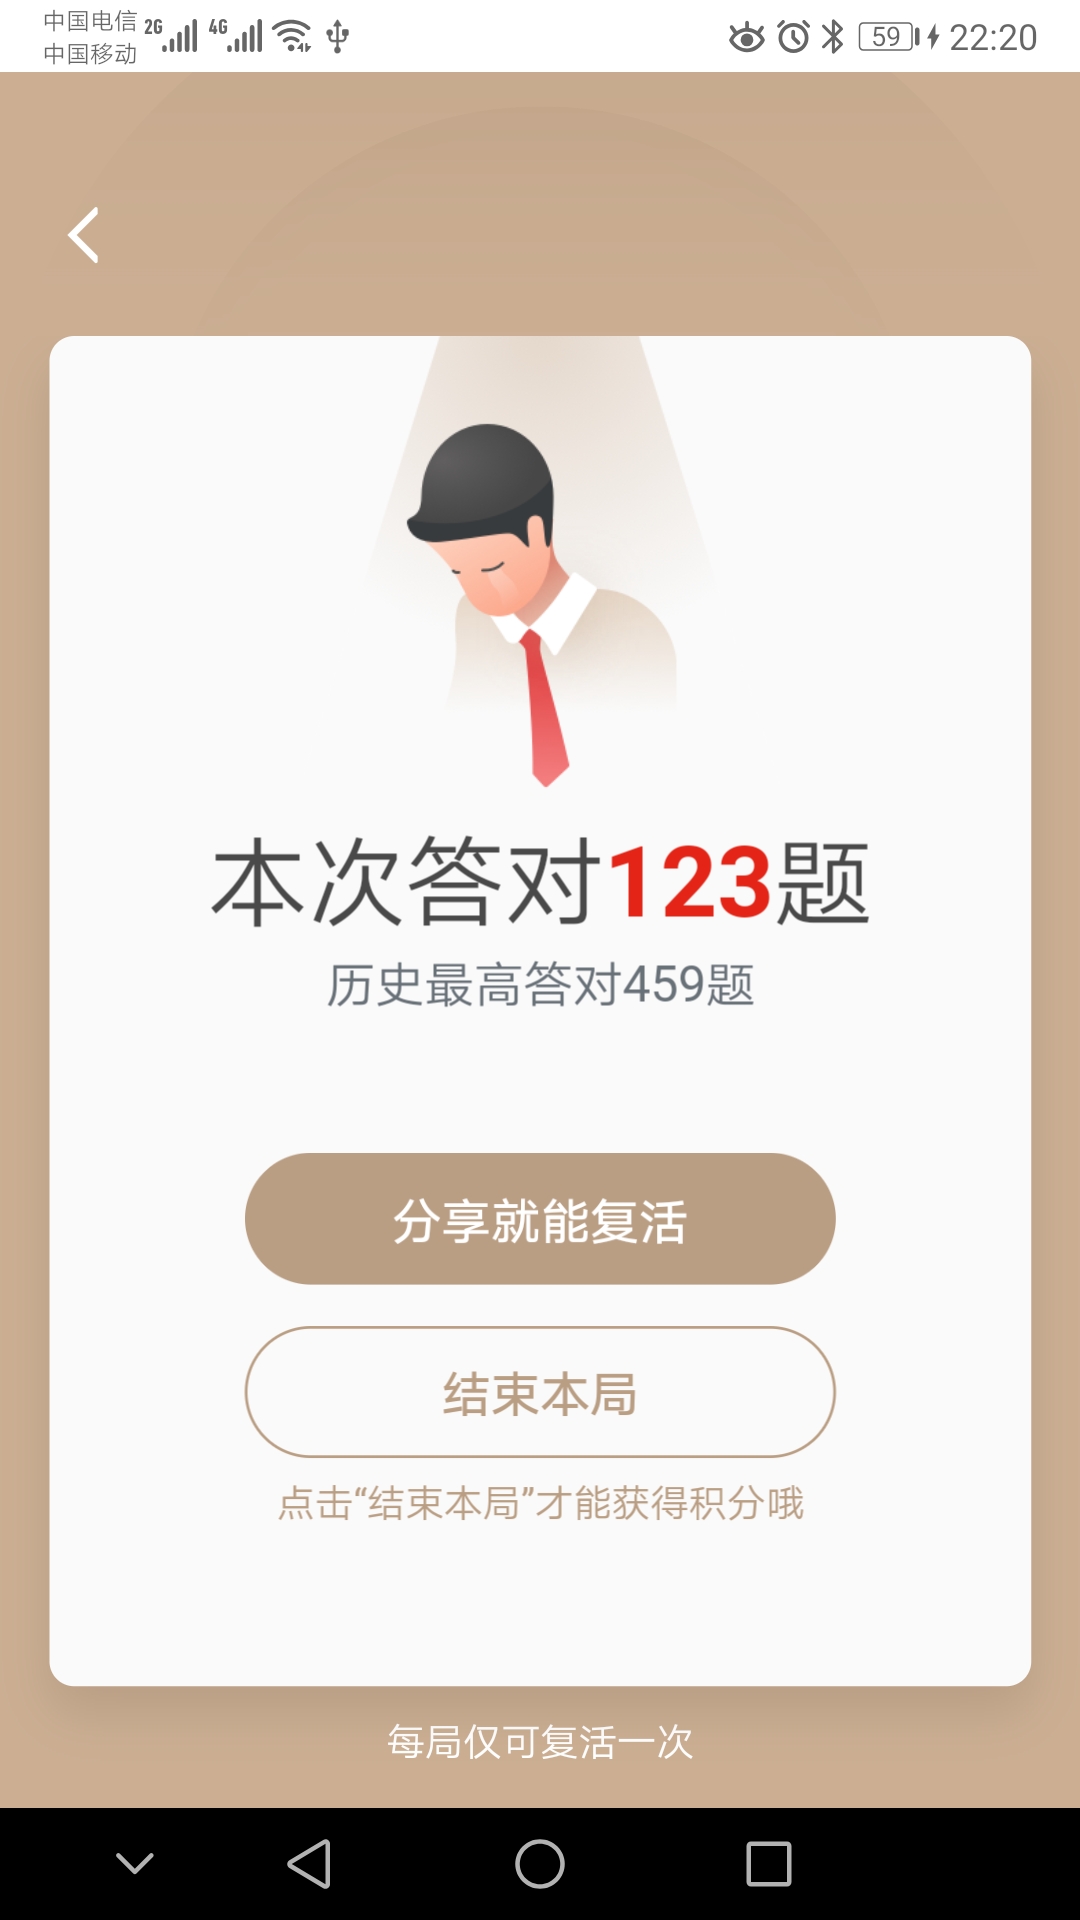 中国电信 2G 4G 59 22:20
中国移动
本次答对123题
历史最高答对459题
分享就能复活
结束本局
点击“结束本局”才能获得积分哦
每局仅可复活一次